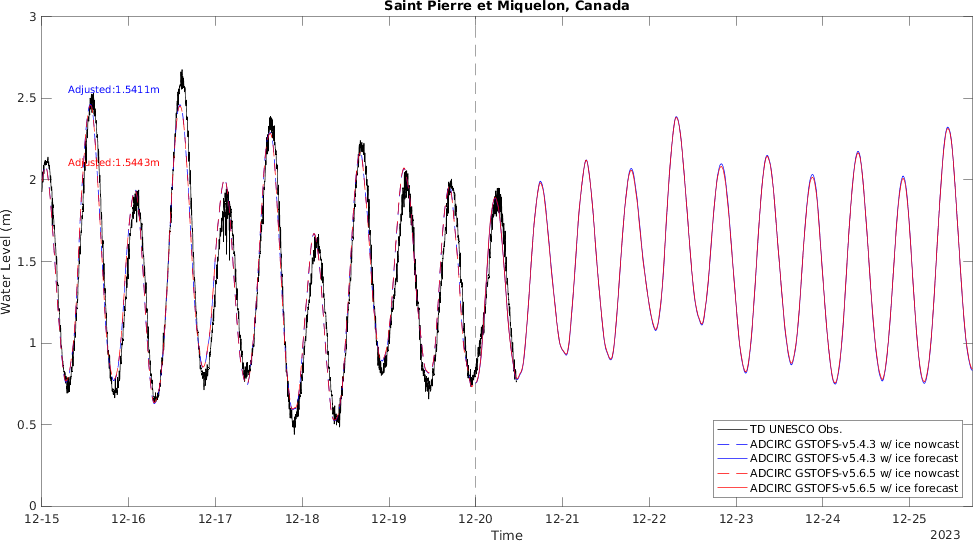 Saint Pierre et Miquelon, Canada
3
2.5
2
1.5
1
0.5
0
Water Level (m)
Adjusted:1.5411m
Adjusted:1.5443m
TD UNESCO Obs.
ADCIRC GSTOFS-v5.4.3 w/ ice nowcast
ADCIRC GSTOFS-v5.4.3 w/ ice forecast
ADCIRC GSTOFS-v5.6.5 w/ ice nowcast
ADCIRC GSTOFS-v5.6.5 w/ ice forecast
12-15 12-16 12-17 12-18 12-19 12-20 12-21 12-22 12-23 12-24 12-25
Time
2023